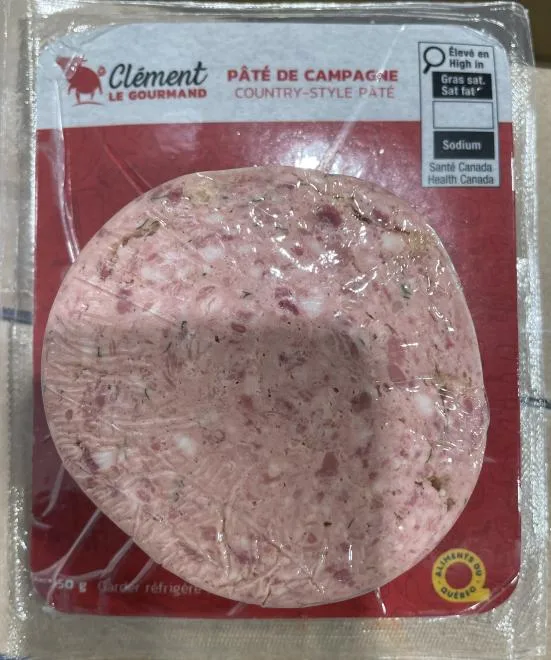 Clément
LE GOURMAND
PÂTÉ DE CAMPAGNE
COUNTRY-STYLE PÂTÉ
Élevé en
High in
Gras sat.
Sat fat
Sodium
Santé Canada
Health Canada
50 g Garder réfrigéré
ALIMENTS DU
QUÉBEC